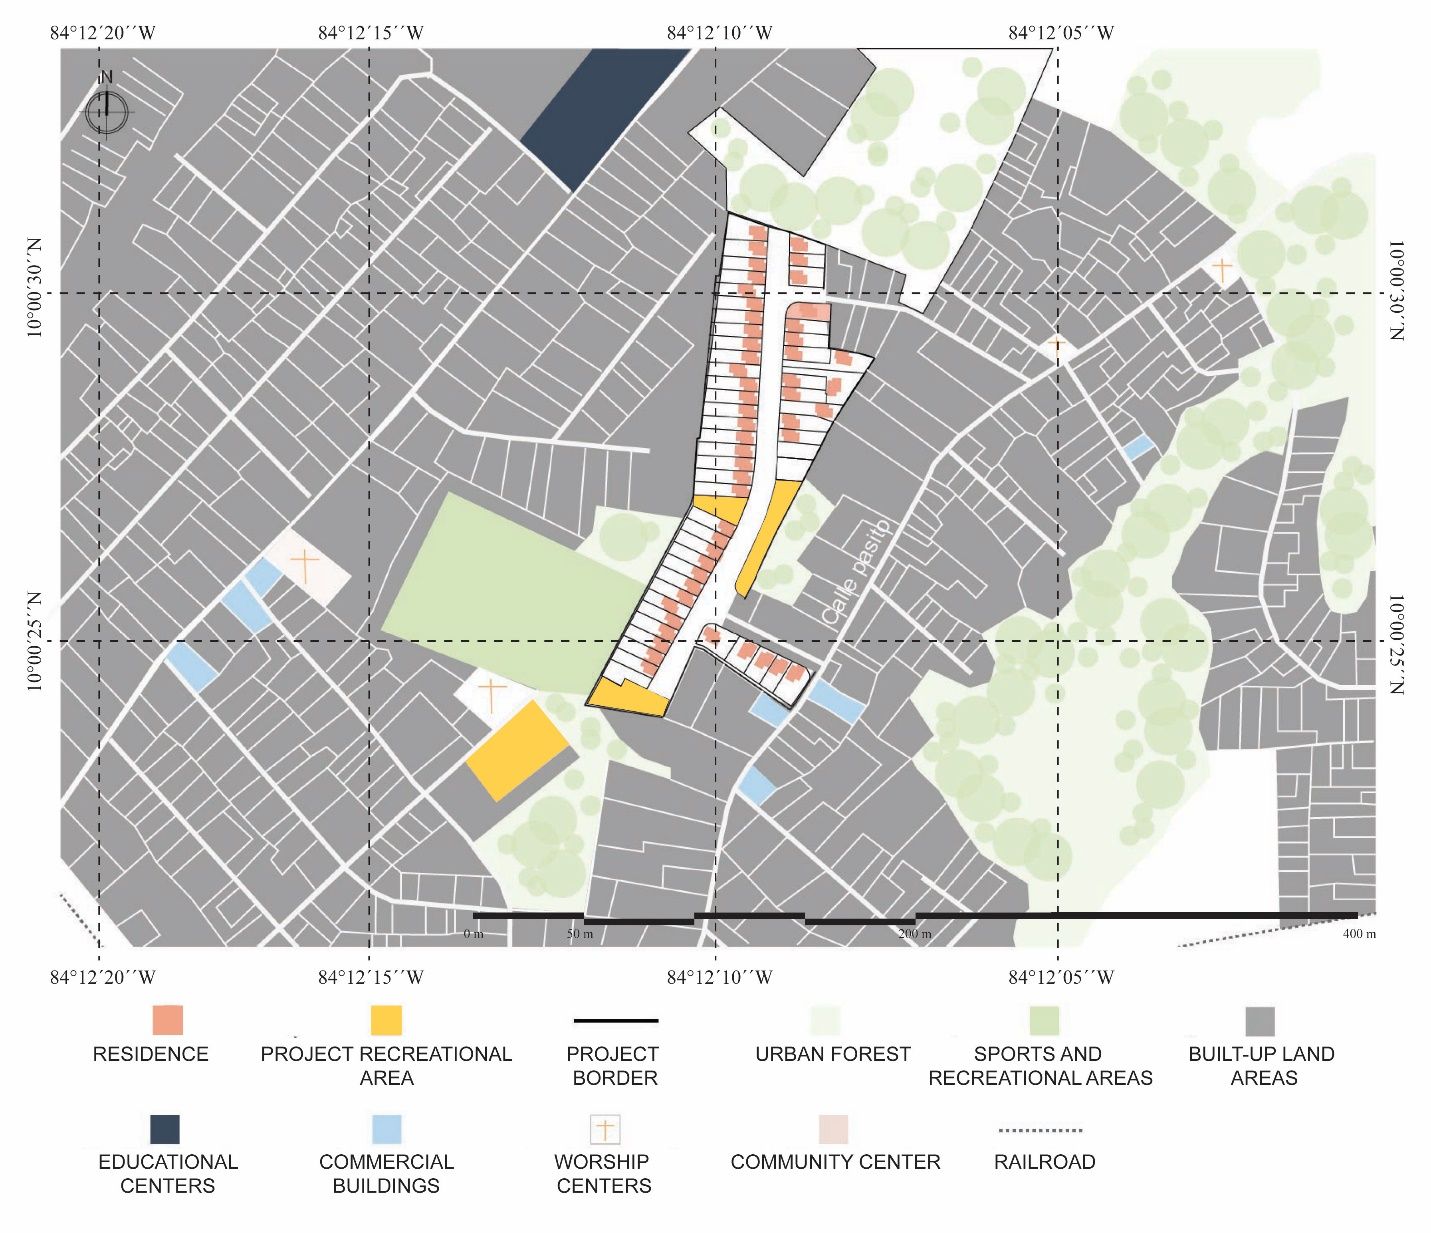 84°12´20´´W 84°12´15´´W 84°12´10´´W 84°12´05´´W
N
10°00´30´´N
10°00´30´´N
Calle pasito
10°00´25´´N
10°00´25´´N
0 m 50 m 200 m 400 m
84°12´20´´W 84°12´15´´W 84°12´10´´W 84°12´05´´W
RESIDENCE
PROJECT RECREATIONAL
AREA
PROJECT
BORDER
URBAN FOREST
SPORTS AND
RECREATIONAL AREAS
BUILT-UP LAND
AREAS
EDUCATIONAL
CENTERS
COMMERCIAL
BUILDINGS
WORSHIP
CENTERS
COMMUNITY CENTER
RAILROAD